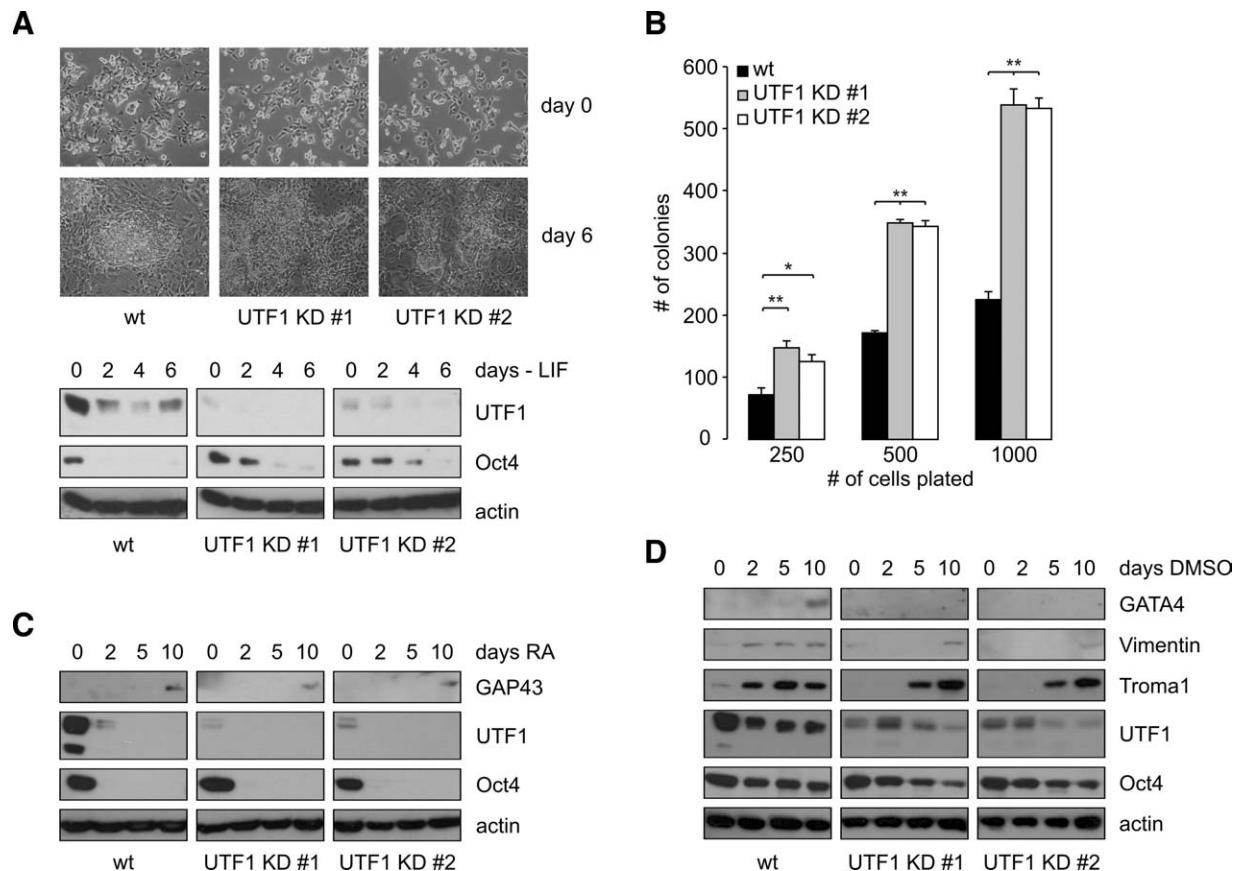 A
day 0
day 6
wt UTF1 KD #1 UTF1 KD #2
0 2 4 6 0 2 4 6 0 2 4 6 days - LIF
UTF1
Oct4
actin
wt UTF1 KD #1 UTF1 KD #2
B
600
500
400
300
200
100
0
# of colonies
wt
UTF1 KD #1
UTF1 KD #2
*
**
**
**
250 500 1000
# of cells plated
C
0 2 5 10 0 2 5 10 0 2 5 10 days RA
GAP43
UTF1
Oct4
actin
wt UTF1 KD #1 UTF1 KD #2
D
0 2 5 10 0 2 5 10 0 2 5 10 days DMSO
GATA4
Vimentin
Troma1
UTF1
Oct4
actin
wt UTF1 KD #1 UTF1 KD #2